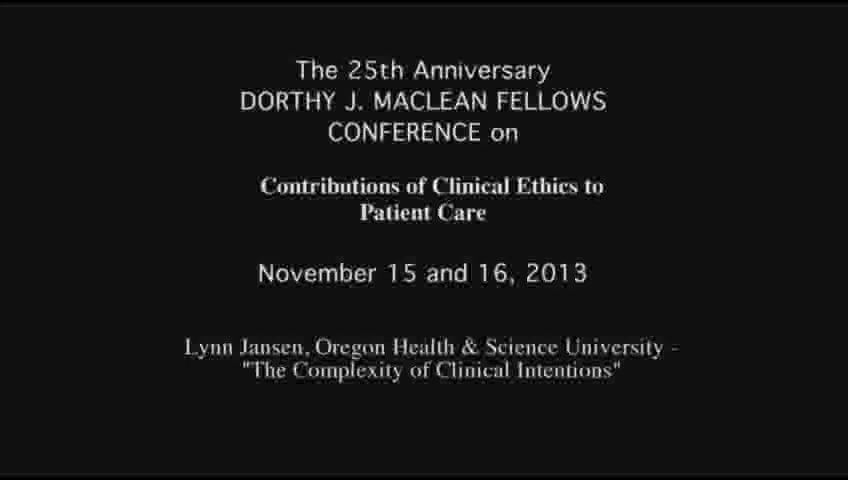 The 25th Anniversary
DORTHY J. MACLEAN FELLOWS
CONFERENCE on
Contributions of Clinical Ethics to
Patient Care
November 15 and 16, 2013
Lynn Jansen, Oregon Health & Science University -
"The Complexity of Clinical Intentions"